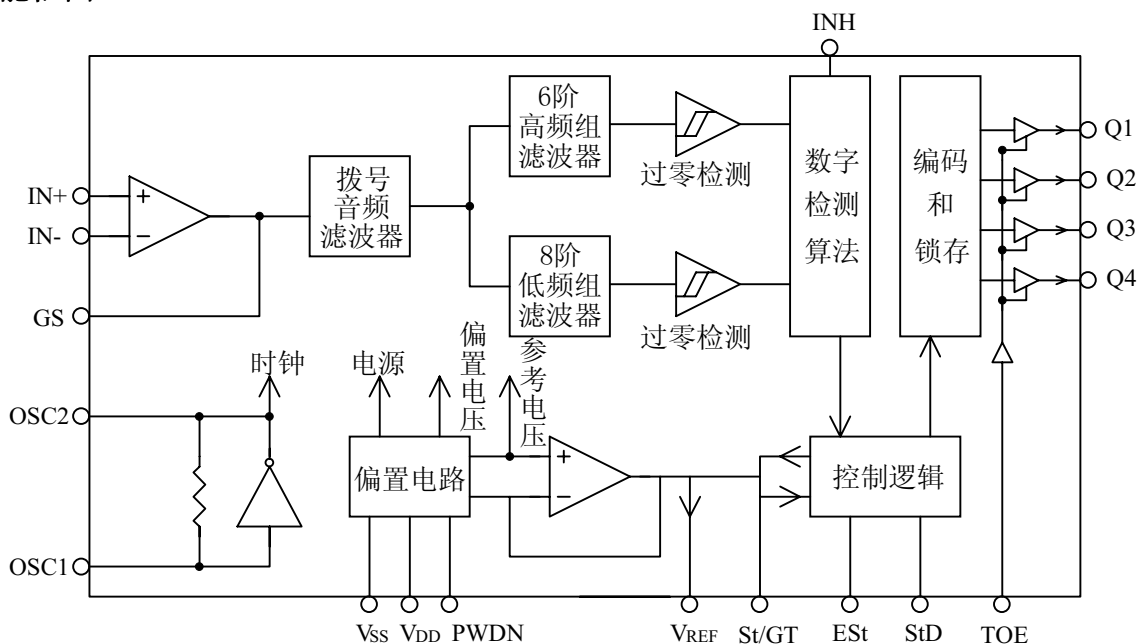 INH
6阶
高频组
滤波器
过零检测
拨号
音频
滤波器
8阶
低频组
滤波器
过零检测
数字
检测
算法
编码
和
锁存
Q1
Q2
Q3
Q4
IN+
IN-
GS
+
−
时钟
电源
偏置电压
参考电压
OSC2
OSC1
偏置电路
+
−
控制逻辑
VSS
VDD
PWDN
VREF
St/GT
ESt
StD
TOE